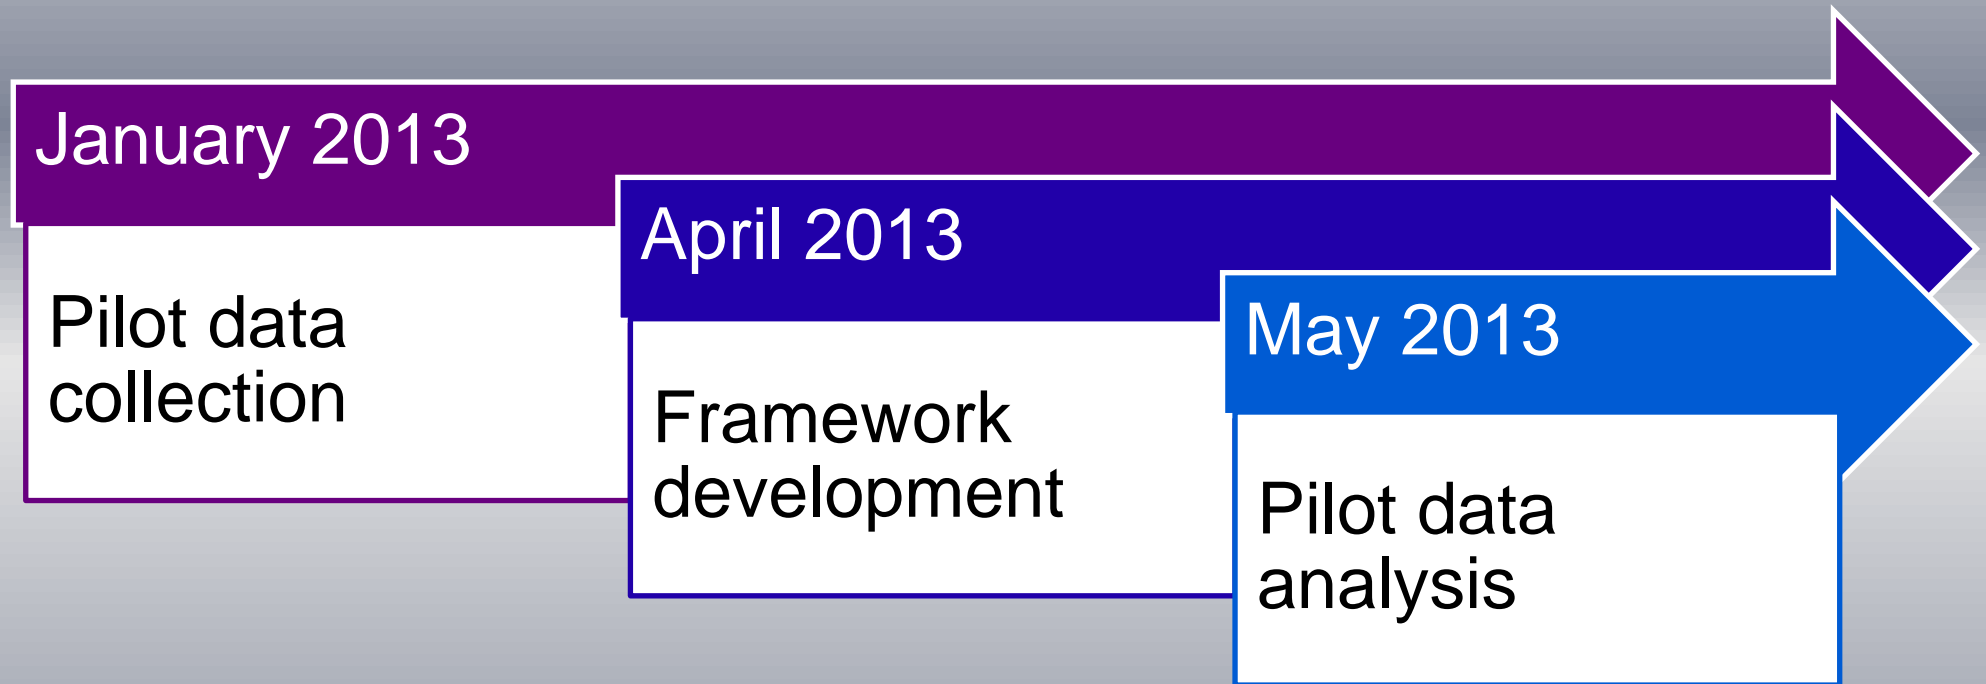 January 2013
Pilot data
collection
April 2013
Framework
development
May 2013
Pilot data
analysis